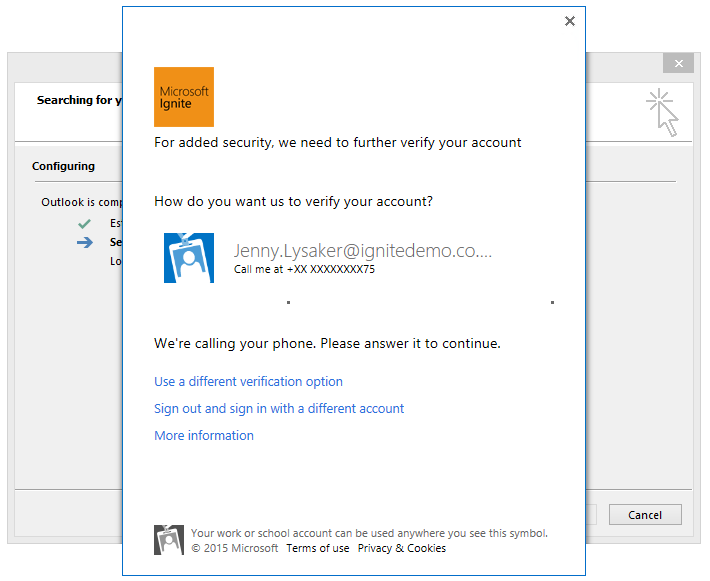 Microsoft
Ignite
For added security, we need to further verify your account
How do you want us to verify your account?
Jenny.Lysaker@ignitedemo.co....
Call me at +XX XXXXXXXX75
We're calling your phone. Please answer it to continue.
Use a different verification option
Sign out and sign in with a different account
More information
Your work or school account can be used anywhere you see this symbol.
© 2015 Microsoft Terms of use Privacy & Cookies
Searching for y
Configuring
Outlook is comp
Es
Se
Lo
Cancel